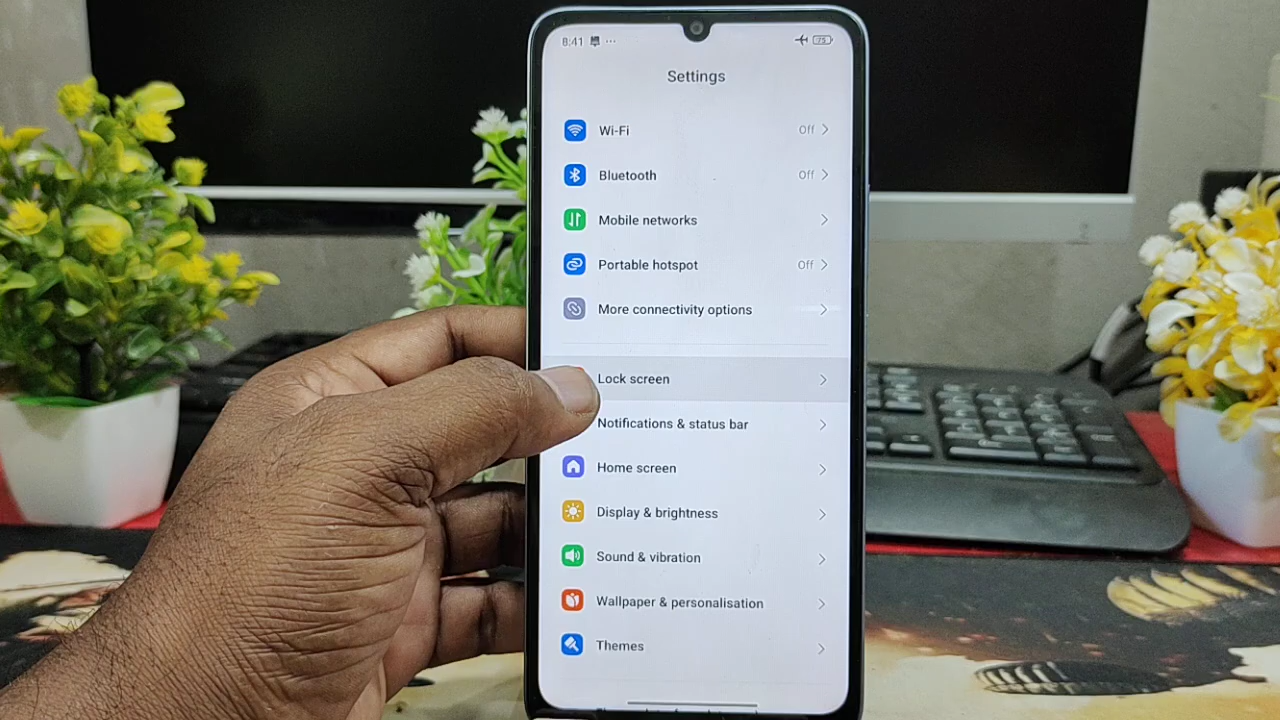 8:41 ... 75
Settings
Wi-Fi Off
Bluetooth Off
Mobile networks
Portable hotspot Off
More connectivity options
Lock screen
Notifications & status bar
Home screen
Display & brightness
Sound & vibration
Wallpaper & personalisation
Themes